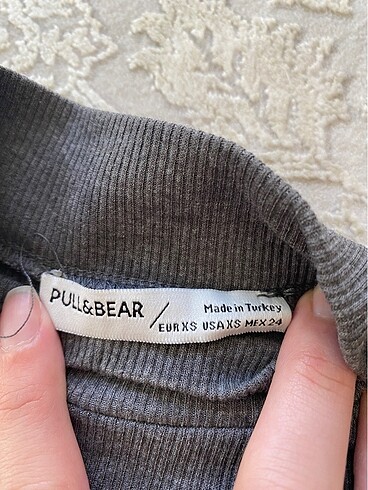 PULL&BEAR /
Made in Turkey
EUR XS USA XS MEX 24